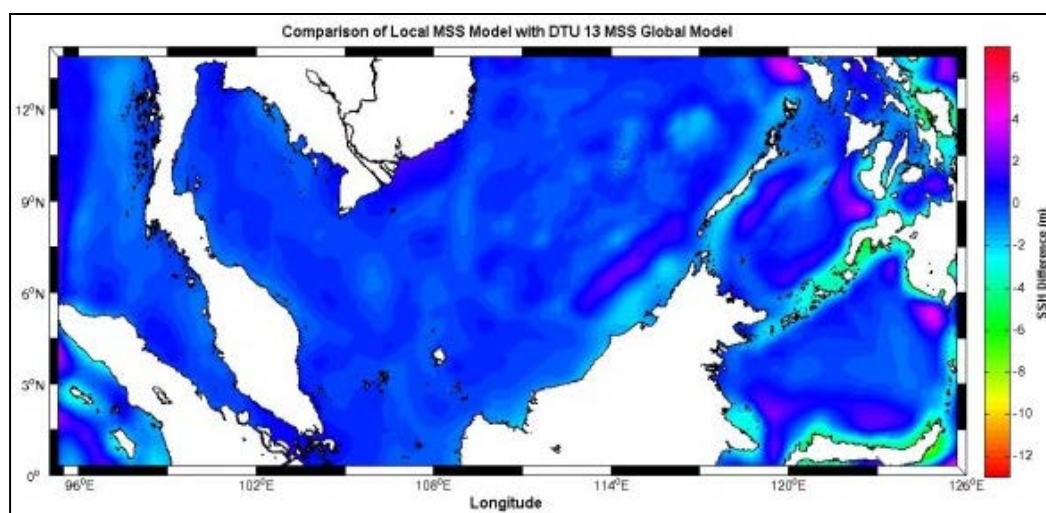 Comparison of Local MSS Model with DTU 13 MSS Global Model
12°N
9°N
6°N
3°N
0°
96°E
102°E
108°E
114°E
120°E
126°E
Longitude
6
4
2
0
-2
-4
-6
-8
-10
-12
SSH Difference (m)